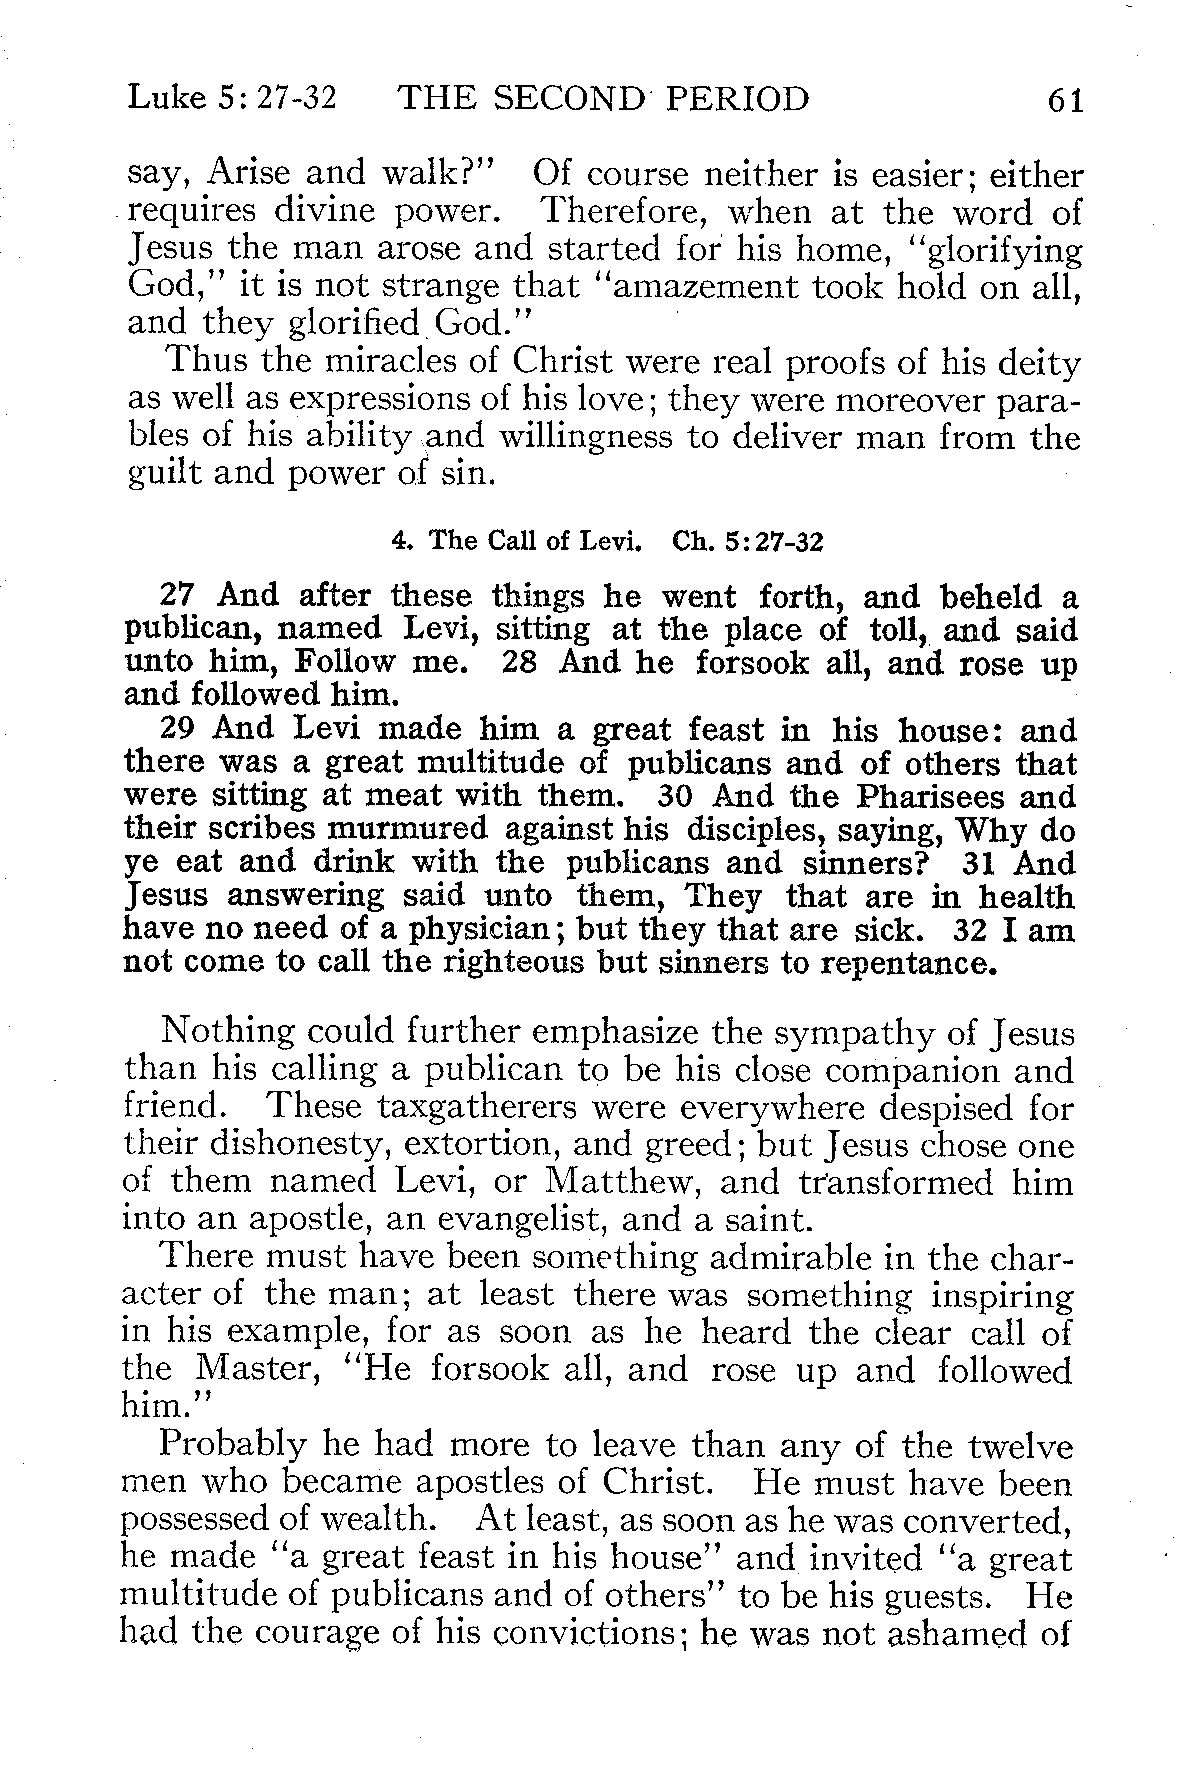 Luke 5: 27-32 THE SECOND PERIOD 61
say, Arise and walk?" Of course neither is easier; either
requires divine power. Therefore, when at the word of
Jesus the man arose and started for his home, "glorifying
God," it is not strange that "amazement took hold on all,
and they glorified God."
Thus the miracles of Christ were real proofs of his deity
as well as expressions of his love; they were moreover para-
bles of his ability and willingness to deliver man from the
guilt and power of sin.
4. The Call of Levi. Ch. 5:27-32
27 And after these things he went forth, and beheld a
publican, named Levi, sitting at the place of toll, and said
unto him, Follow me. 28 And he forsook all, and rose up
and followed him.
29 And Levi made him a great feast in his house: and
there was a great multitude of publicans and of others that
were sitting at meat with them. 30 And the Pharisees and
their scribes murmured against his disciples, saying, Why do
ye eat and drink with the publicans and sinners? 31 And
Jesus answering said unto them, They that are in health
have no need of a physician; but they that are sick. 32 I am
not come to call the righteous but sinners to repentance.
Nothing could further emphasize the sympathy of Jesus
than his calling a publican to be his close companion and
friend. These taxgatherers were everywhere despised for
their dishonesty, extortion, and greed; but Jesus chose one
of them named Levi, or Matthew, and transformed him
into an apostle, an evangelist, and a saint.
There must have been something admirable in the char-
acter of the man; at least there was something inspiring
in his example, for as soon as he heard the clear call of
the Master, "He forsook all, and rose up and followed
him."
Probably he had more to leave than any of the twelve
men who became apostles of Christ. He must have been
possessed of wealth. At least, as soon as he was converted,
he made "a great feast in his house" and invited "a great
multitude of publicans and of others" to be his guests. He
had the courage of his convictions; he was not ashamed of